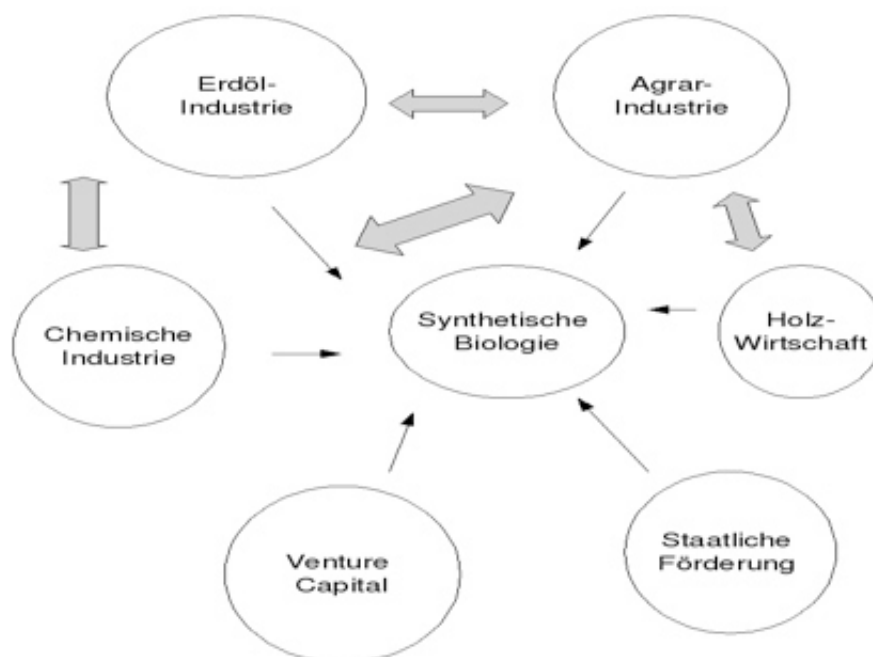 Erdöl-
Industrie
Agrar-
Industrie
Chemische
Industrie
Synthetische
Biologie
Holz-
Wirtschaft
Venture
Capital
Staatliche
Förderung